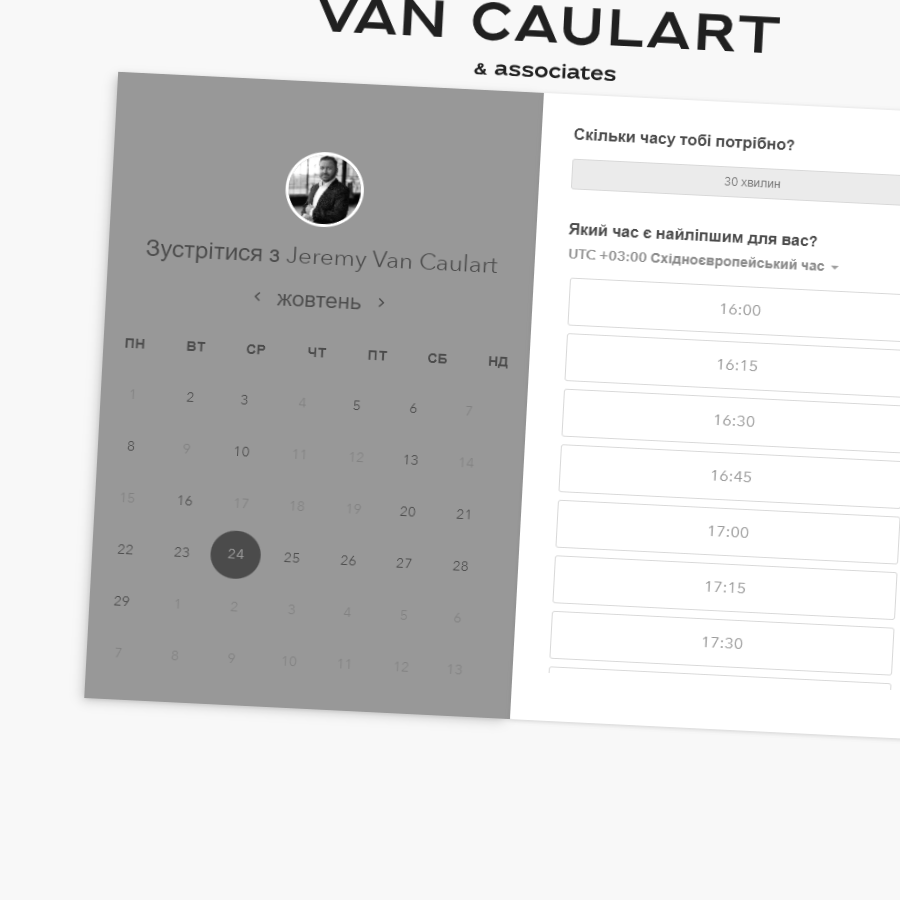 VAN CAULART
& associates
Зустрітися з Jeremy Van Caulart
‹ жовтень ›
ПН ВТ СР ЧТ ПТ СБ НД
1 2 3 4 5 6 7
8 9 10 11 12 13 14
15 16 17 18 19 20 21
22 23 24 25 26 27 28
29 1 2 3 4 5 6
7 8 9 10 11 12 13
Скільки часу тобі потрібно?
30 хвилин
Який час є найліпшим для вас?
UTC +03:00 Східноєвропейський час
16:00
16:15
16:30
16:45
17:00
17:15
17:30